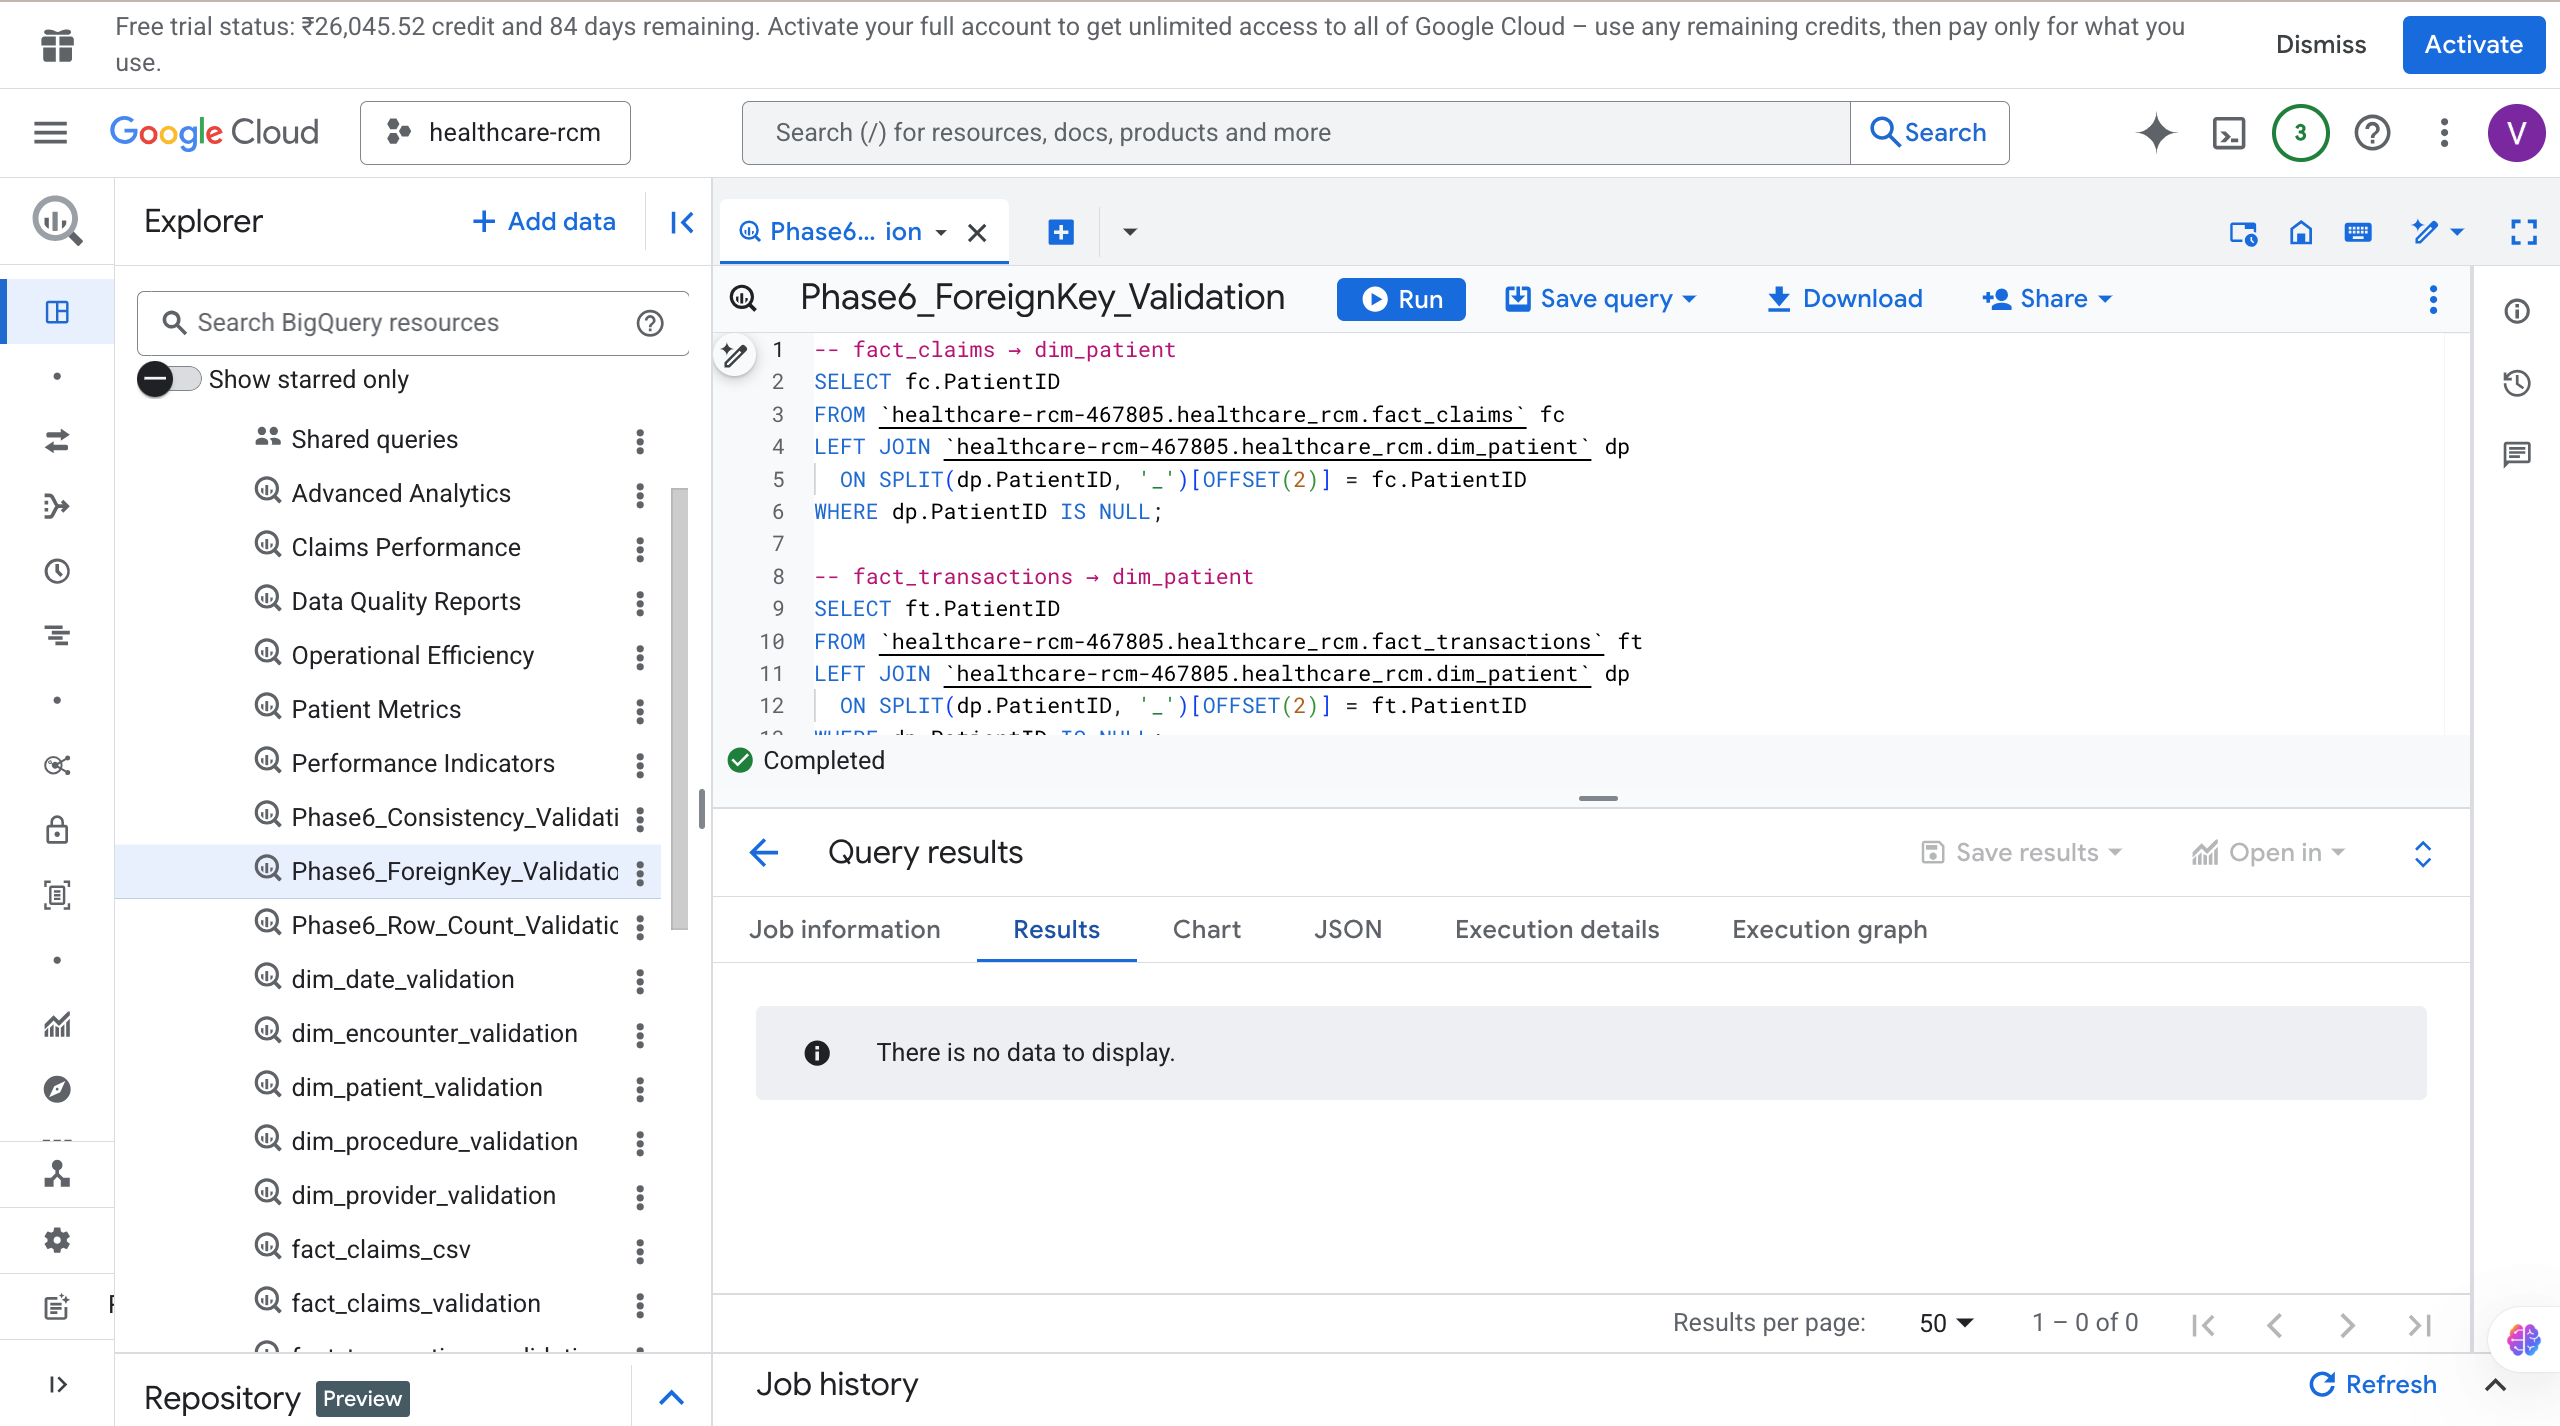 Free trial status: ₹26,045.52 credit and 84 days remaining. Activate your full account to get unlimited access to all of Google Cloud – use any remaining credits, then pay only for what you
use.
Dismiss
Activate
Google Cloud
healthcare-rcm
Search (/) for resources, docs, products and more
Search
3
V
Explorer
+ Add data
Search BigQuery resources
Show starred only
Shared queries
Advanced Analytics
Claims Performance
Data Quality Reports
Operational Efficiency
Patient Metrics
Performance Indicators
Phase6_Consistency_Validati
Phase6_ForeignKey_Validatio
Phase6_Row_Count_Validatic
dim_date_validation
dim_encounter_validation
dim_patient_validation
dim_procedure_validation
dim_provider_validation
fact_claims_csv
fact_claims_validation
Repository Preview
Phase6... ion
Phase6_ForeignKey_Validation
Run
Save query
Download
Share
1 -- fact_claims → dim_patient
2 SELECT fc.PatientID
3 FROM `healthcare-rcm-467805.healthcare_rcm.fact_claims` fc
4 LEFT JOIN `healthcare-rcm-467805.healthcare_rcm.dim_patient` dp
5 ON SPLIT(dp.PatientID, '_')[OFFSET(2)] = fc.PatientID
6 WHERE dp.PatientID IS NULL;
7
8 -- fact_transactions → dim_patient
9 SELECT ft.PatientID
10 FROM `healthcare-rcm-467805.healthcare_rcm.fact_transactions` ft
11 LEFT JOIN `healthcare-rcm-467805.healthcare_rcm.dim_patient` dp
12 ON SPLIT(dp.PatientID, '_')[OFFSET(2)] = ft.PatientID
Completed
Query results
Save results
Open in
Job information
Results
Chart
JSON
Execution details
Execution graph
There is no data to display.
Results per page:
50
1 – 0 of 0
Job history
Refresh